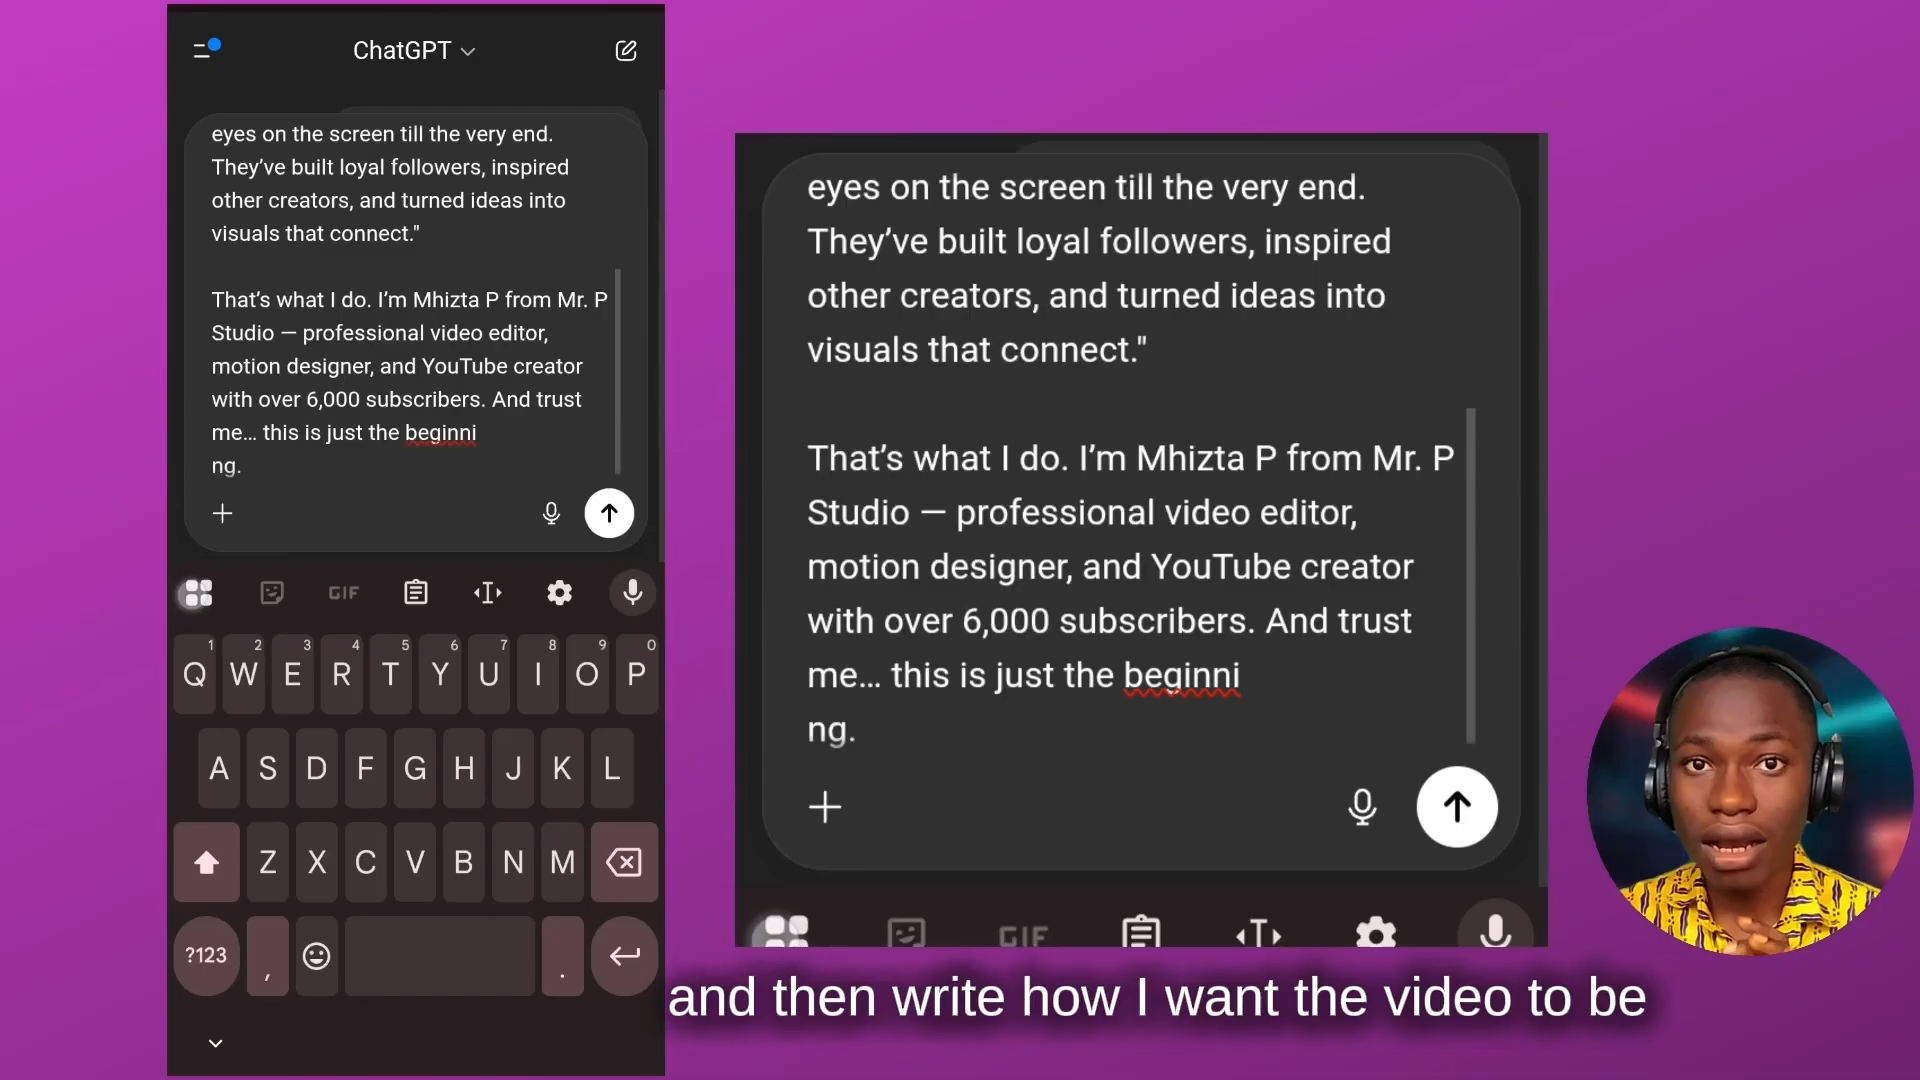 ChatGPT
eyes on the screen till the very end.
They’ve built loyal followers, inspired
other creators, and turned ideas into
visuals that connect."
That’s what I do. I’m Mhizta P from Mr. P
Studio — professional video editor,
motion designer, and YouTube creator
with over 6,000 subscribers. And trust
me… this is just the beginni
ng.
GIF
1 2 3 4 5 6 7 8 9 0
Q W E R T Y U I O P
A S D F G H J K L
Z X C V B N M
?123 , .
eyes on the screen till the very end.
They’ve built loyal followers, inspired
other creators, and turned ideas into
visuals that connect."
That’s what I do. I’m Mhizta P from Mr. P
Studio — professional video editor,
motion designer, and YouTube creator
with over 6,000 subscribers. And trust
me… this is just the beginni
ng.
GIF
and then write how I want the video to be